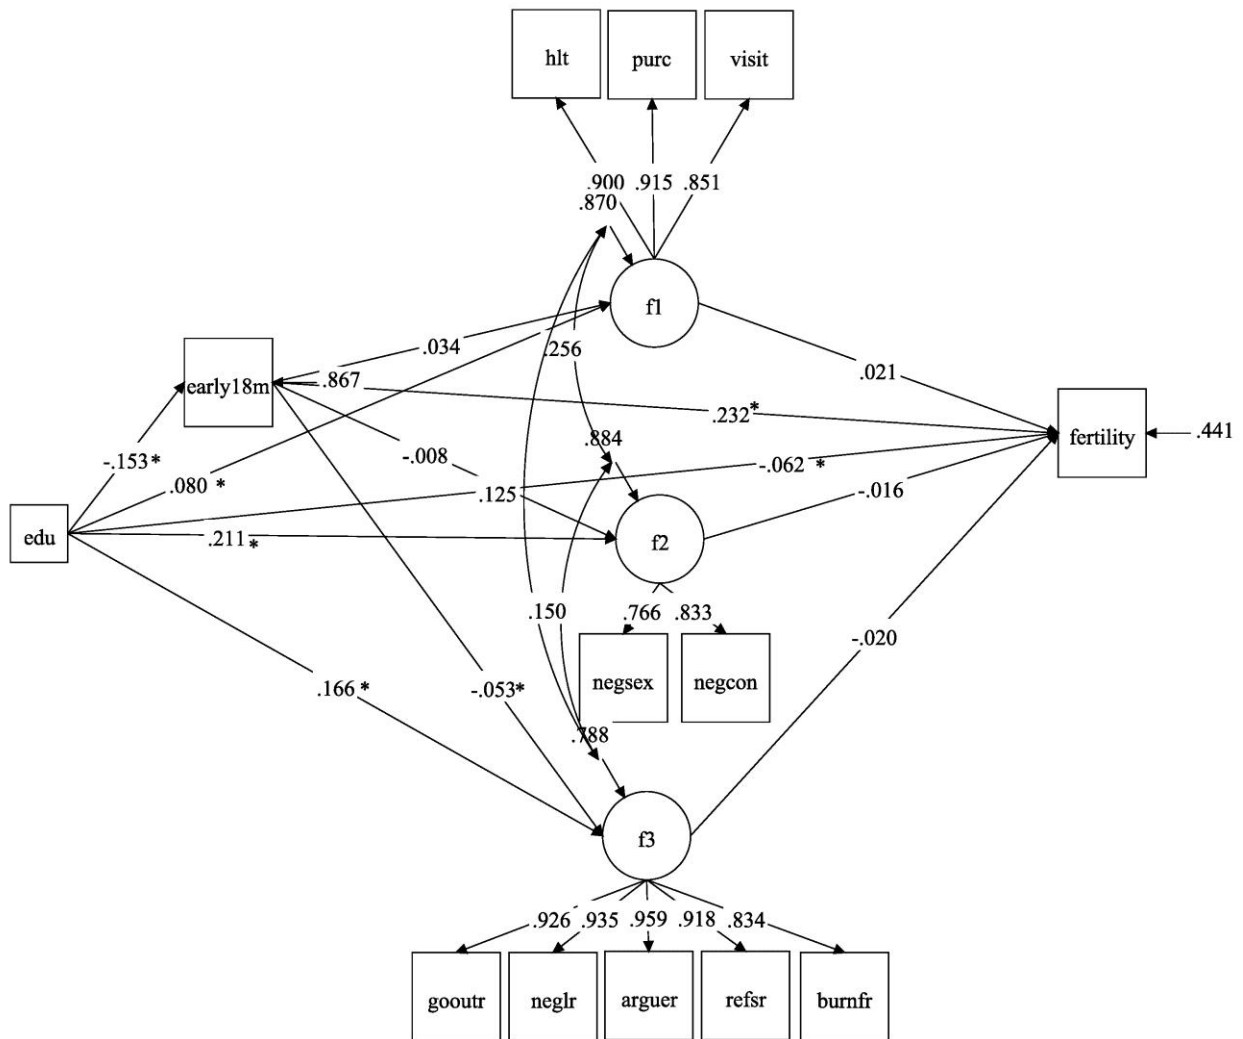 hlt purc visit
.900 .915 .851
.870
f1
.034
.256
.021
early18m
.867
.232*
.884
fertility
.441
-.153*
-.008
-.062 *
.080 *
.125
-.016
edu
.211*
f2
.150
.766 .833
-.020
negsex negcon
.166 *
-.053*
.788
f3
.926 .935 .959 .918 .834
gooutr neglr arguer refsr burnfr